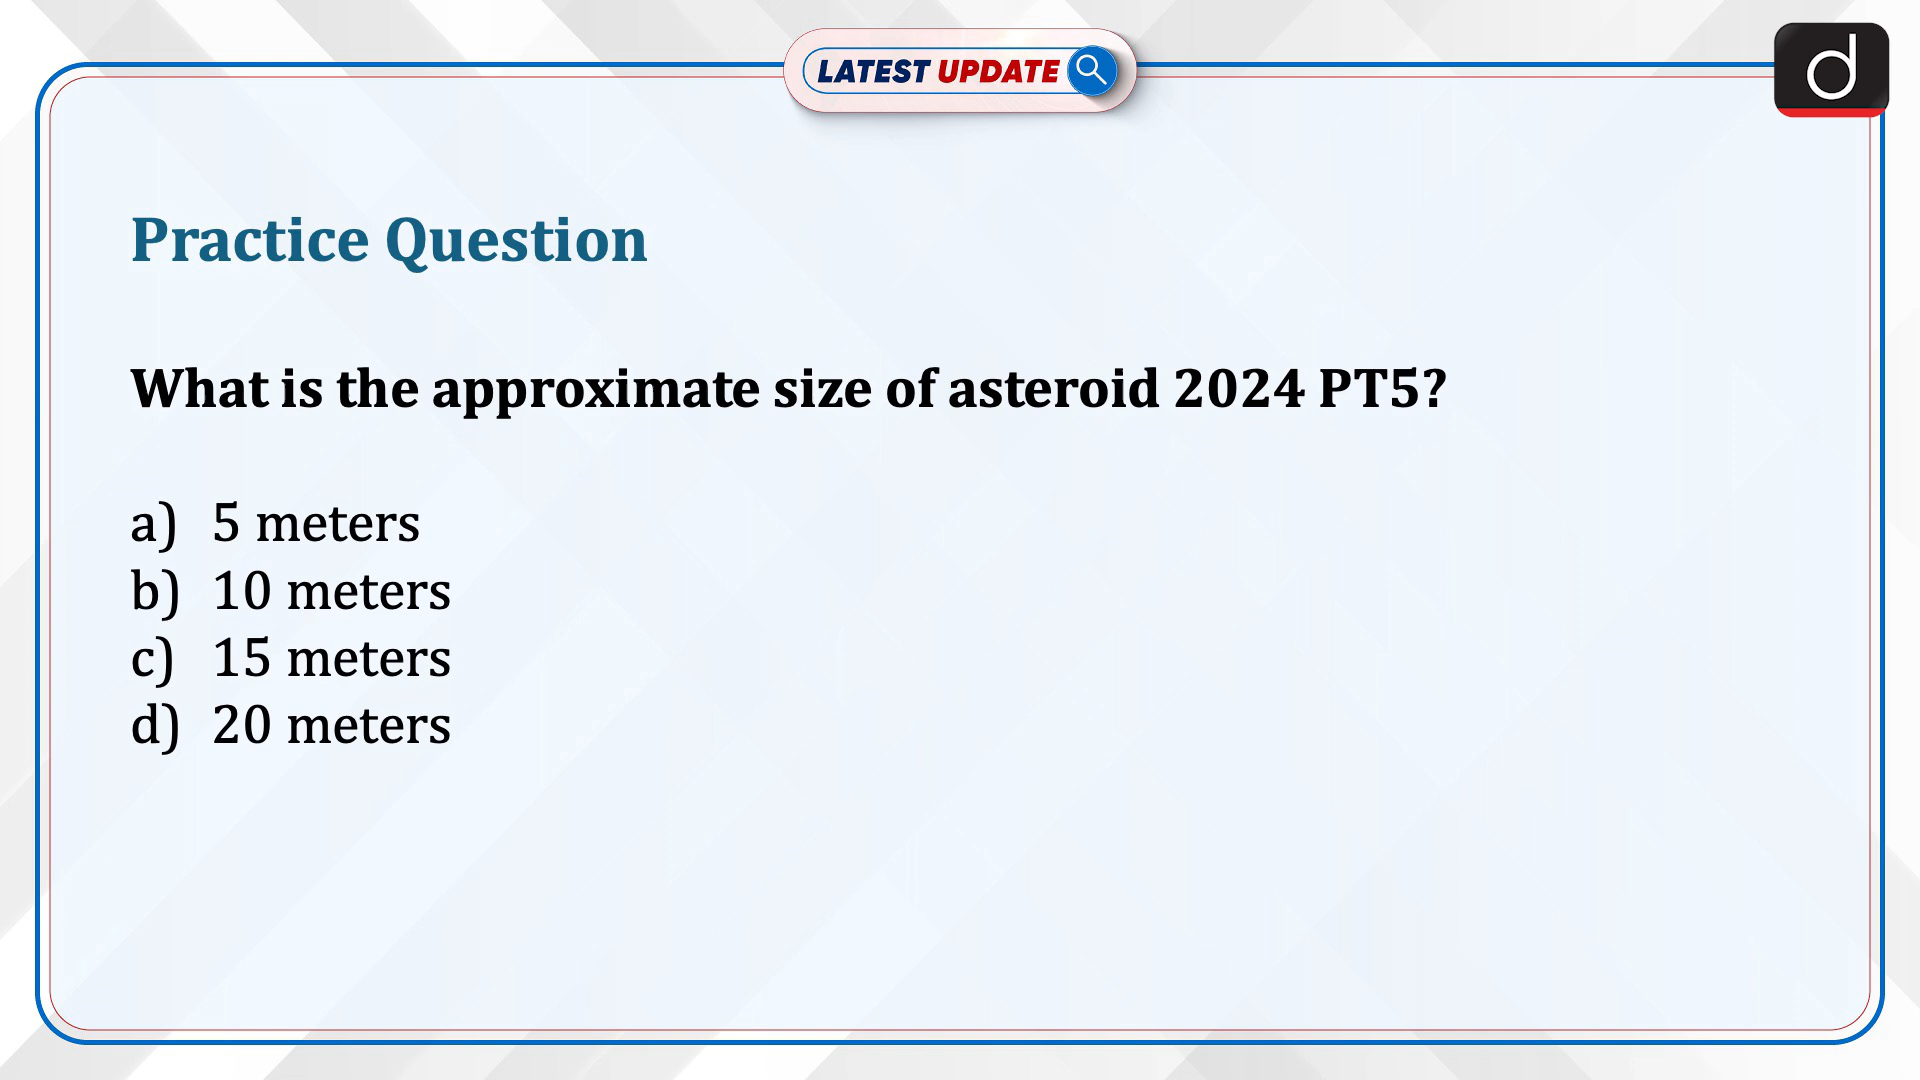 LATEST UPDATE
d
Practice Question
What is the approximate size of asteroid 2024 PT5?
a) 5 meters
b) 10 meters
c) 15 meters
d) 20 meters